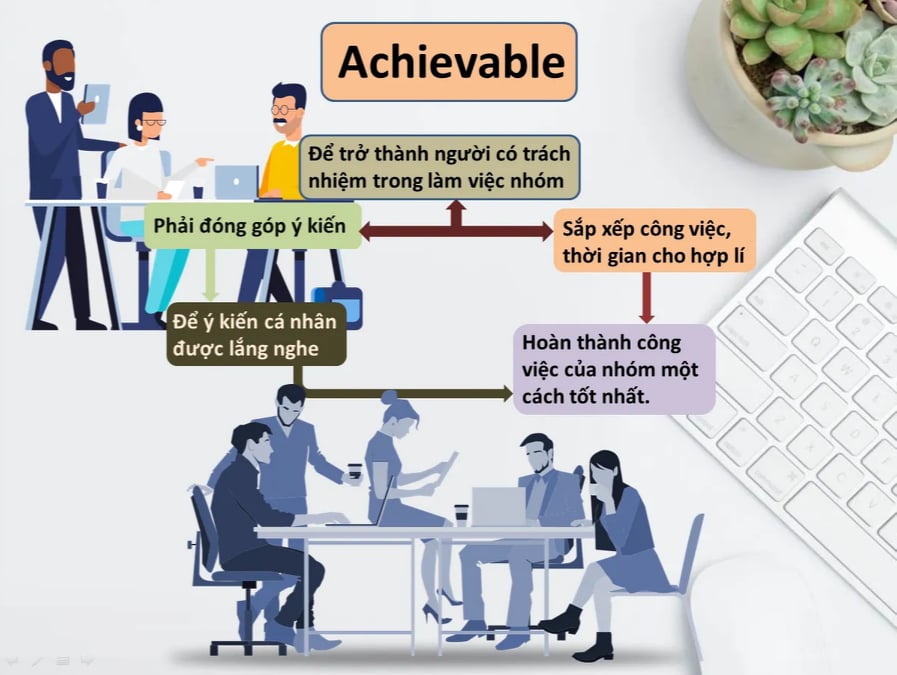 Achievable
Để trở thành người có trách
nhiệm trong làm việc nhóm
Phải đóng góp ý kiến
Sắp xếp công việc,
thời gian cho hợp lí
Để ý kiến cá nhân
được lắng nghe
Hoàn thành công
việc của nhóm một
cách tốt nhất.